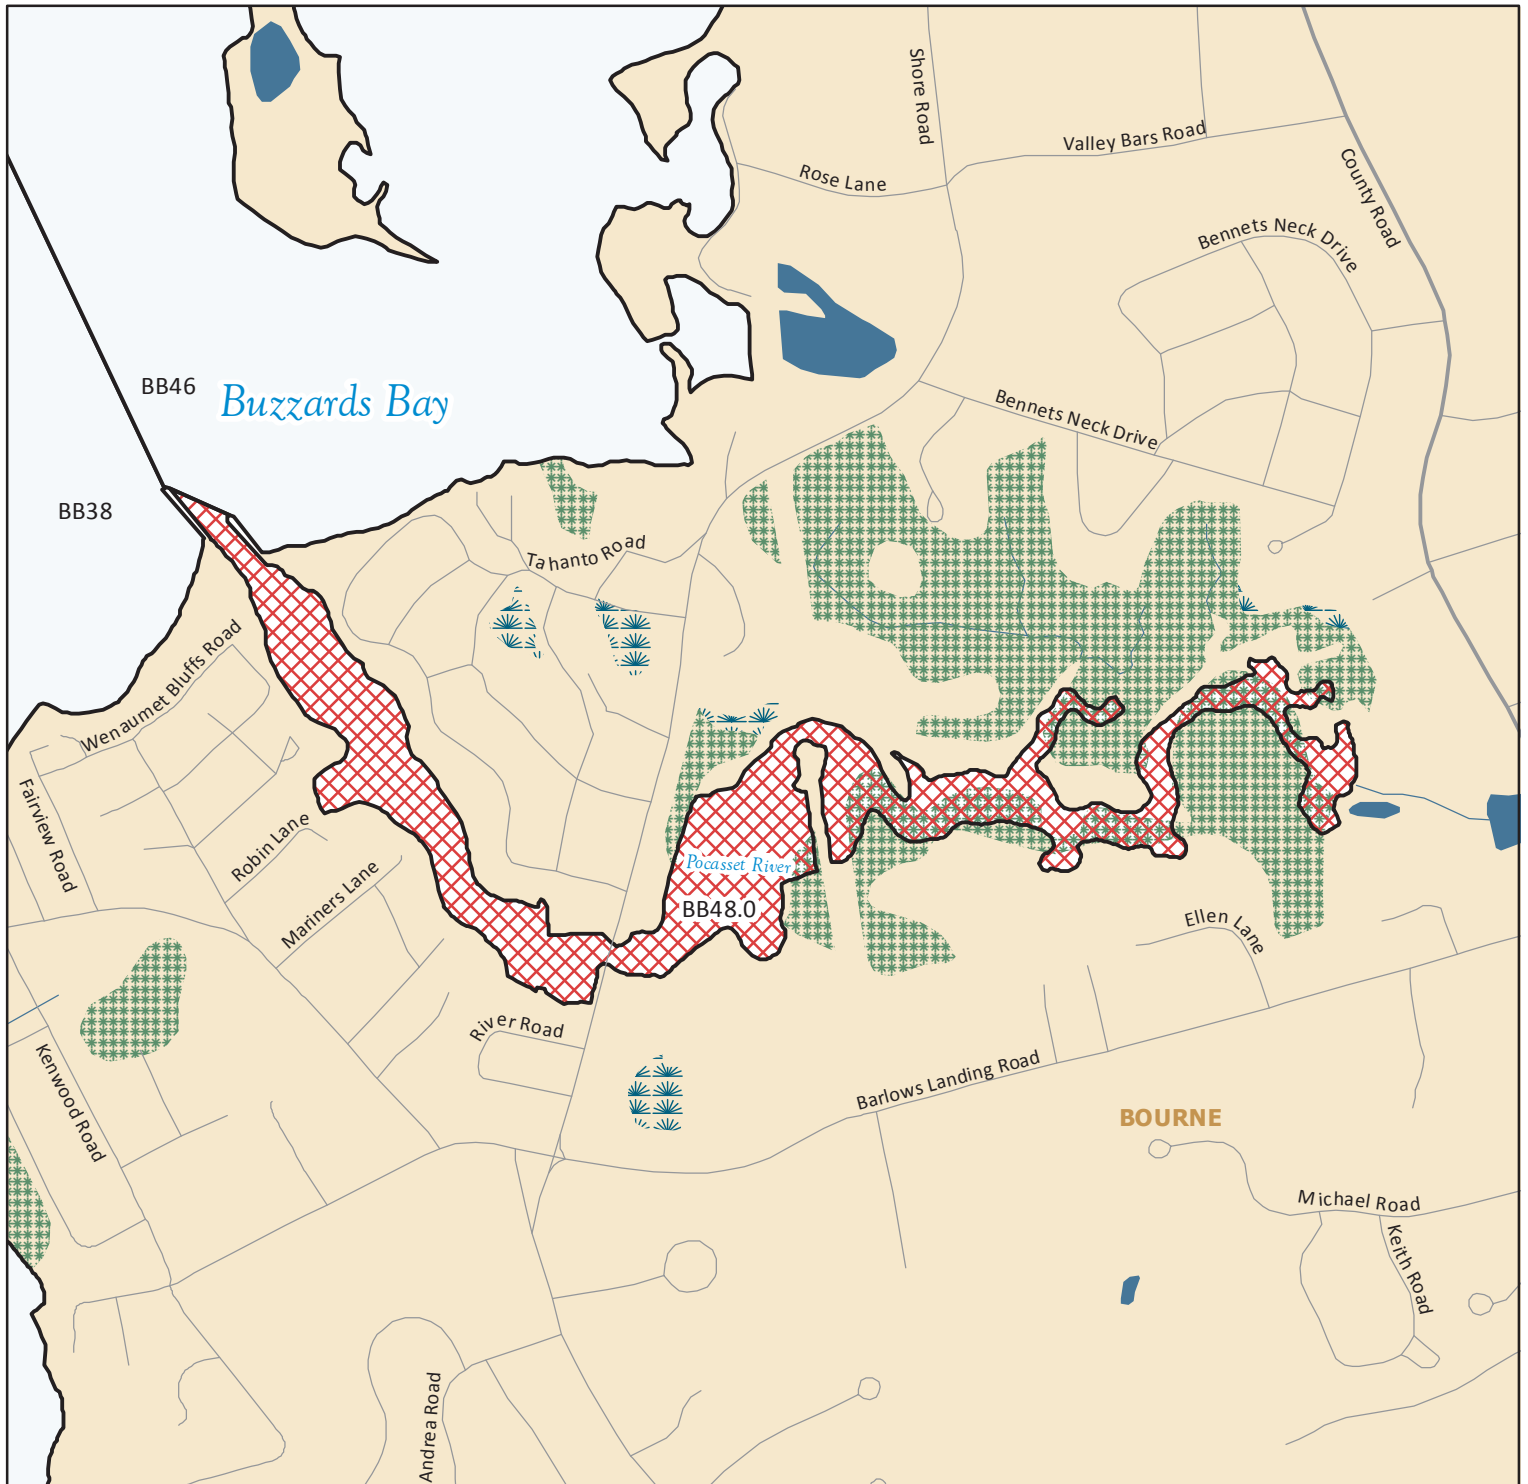 Shore Road
Valley Bars Road
Rose Lane
County Road
Bennets Neck Drive
BB46
Buzzards Bay
Bennets Neck Drive
BB38
Tahanto Road
Wenaumet Bluffs Road
Fairview Road
Robin Lane
Pocasset River
Mariners Lane
BB48.0
Ellen Lane
River Road
Kenwood Road
Barlows Landing Road
BOURNE
Michael Road
Keith Road
Andrea Road